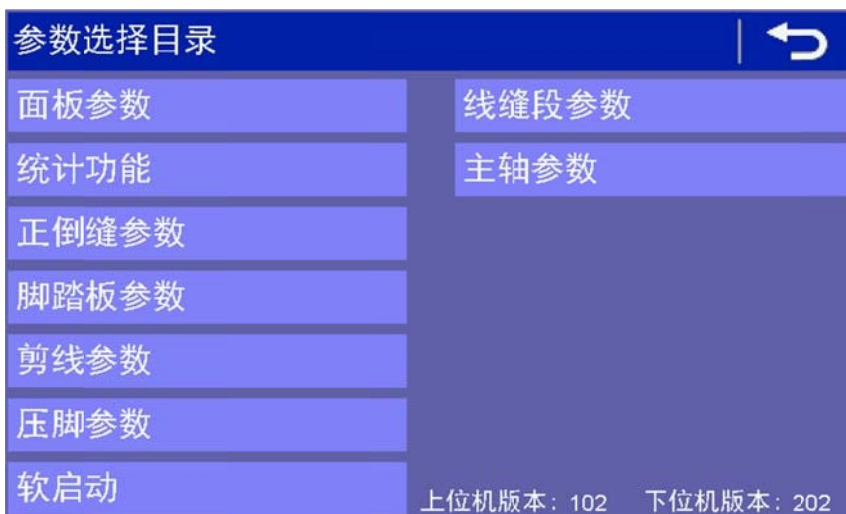 参数选择目录
面板参数
线缝段参数
统计功能
主轴参数
正倒缝参数
脚踏板参数
剪线参数
压脚参数
软启动
上位机版本：102 下位机版本：202